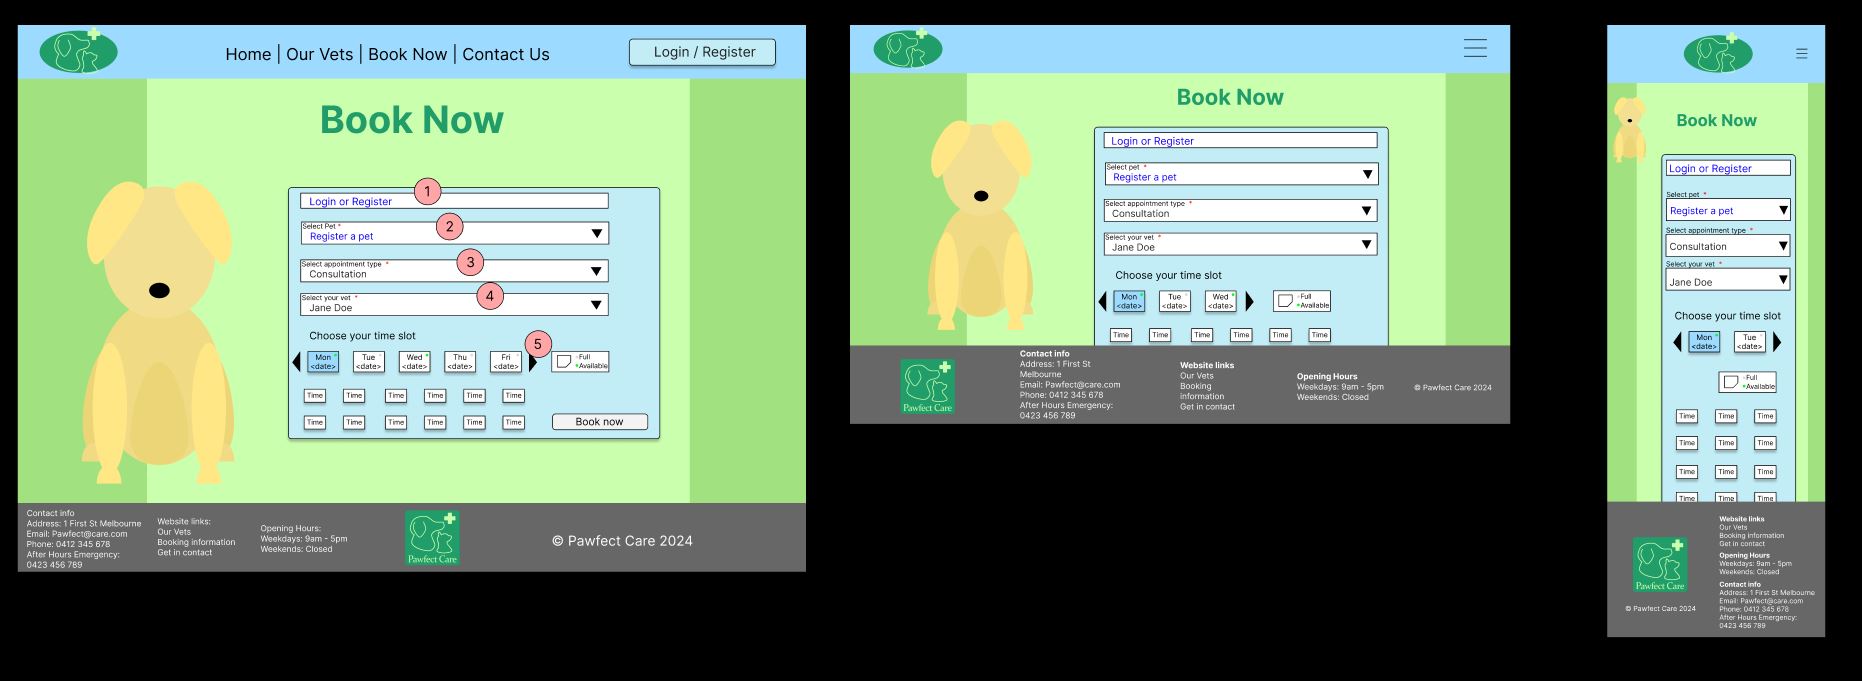 Home | Our Vets | Book Now | Contact Us
Login / Register
Book Now
1
Login or Register
2
Select Pet *
Register a pet
3
Select appointment type *
Consultation
4
Select your vet *
Jane Doe
Choose your time slot
5
Mon Tue Wed Thu Fri
<date> <date> <date> <date> <date>
Full
Available
Time Time Time Time Time Time
Time Time Time Time Time Time
Book now
Contact info
Address: 1 First St Melbourne
Email: Pawfect@care.com
Phone: 0412 345 678
After Hours Emergency:
0423 456 789
Website links:
Our Vets
Booking information
Get in contact
Opening Hours:
Weekdays: 9am - 5pm
Weekends: Closed
Pawfect Care
© Pawfect Care 2024
Book Now
Login or Register
Select pet *
Register a pet
Select appointment type *
Consultation
Select your vet *
Jane Doe
Choose your time slot
Mon Tue Wed
<date> <date> <date>
Full
Available
Time Time Time Time Time Time
Pawfect Care
Contact info
Address: 1 First St
Melbourne
Email: Pawfect@care.com
Phone: 0412 345 678
After Hours Emergency:
0423 456 789
Website links
Our Vets
Booking
information
Get in contact
Opening Hours
Weekdays: 9am - 5pm
Weekends: Closed
© Pawfect Care 2024
Book Now
Login or Register
Select pet *
Register a pet
Select appointment type *
Consultation
Select your vet *
Jane Doe
Choose your time slot
Mon Tue
<date> <date>
Full
Available
Time Time Time
Time Time Time
Time Time Time
Time Time Time
Pawfect Care
© Pawfect Care 2024
Website links
Our Vets
Booking information
Get in contact
Opening Hours
Weekdays: 9am - 5pm
Weekends: Closed
Contact info
Address: 1 First St Melbourne
Email: Pawfect@care.com
Phone: 0412 345 678
After Hours Emergency:
0423 456 789